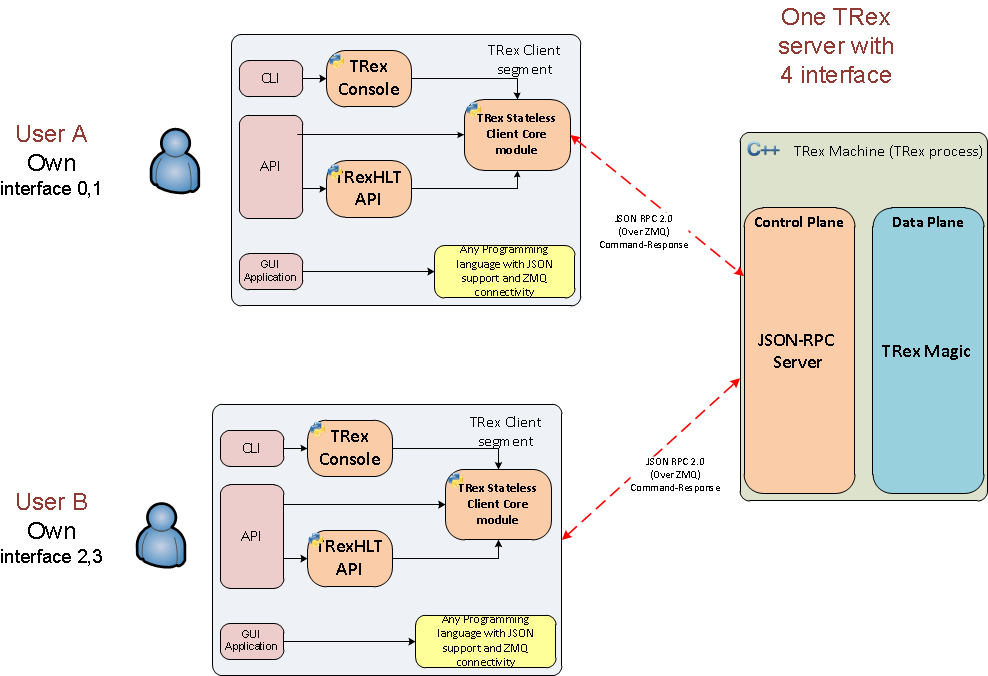 One TRex
server with
4 interface
User A
Own
interface 0,1
TRex Client
segment
CLI
TRex
Console
TRex Stateless
Client Core
module
API
TRexHLT
API
GUI
Application
Any Programming
language with JSON
support and ZMQ
connectivity
JSON RPC 2.0
(Over ZMQ)
Command-Response
C++
TRex Machine (TRex process)
Control Plane
JSON-RPC
Server
Data Plane
TRex Magic
User B
Own
interface 2,3
TRex Client
segment
CLI
TRex
Console
TRex Stateless
Client Core
module
API
TRexHLT
API
GUI
Application
Any Programming
language with JSON
support and ZMQ
connectivity
JSON RPC 2.0
(Over ZMQ)
Command-Response